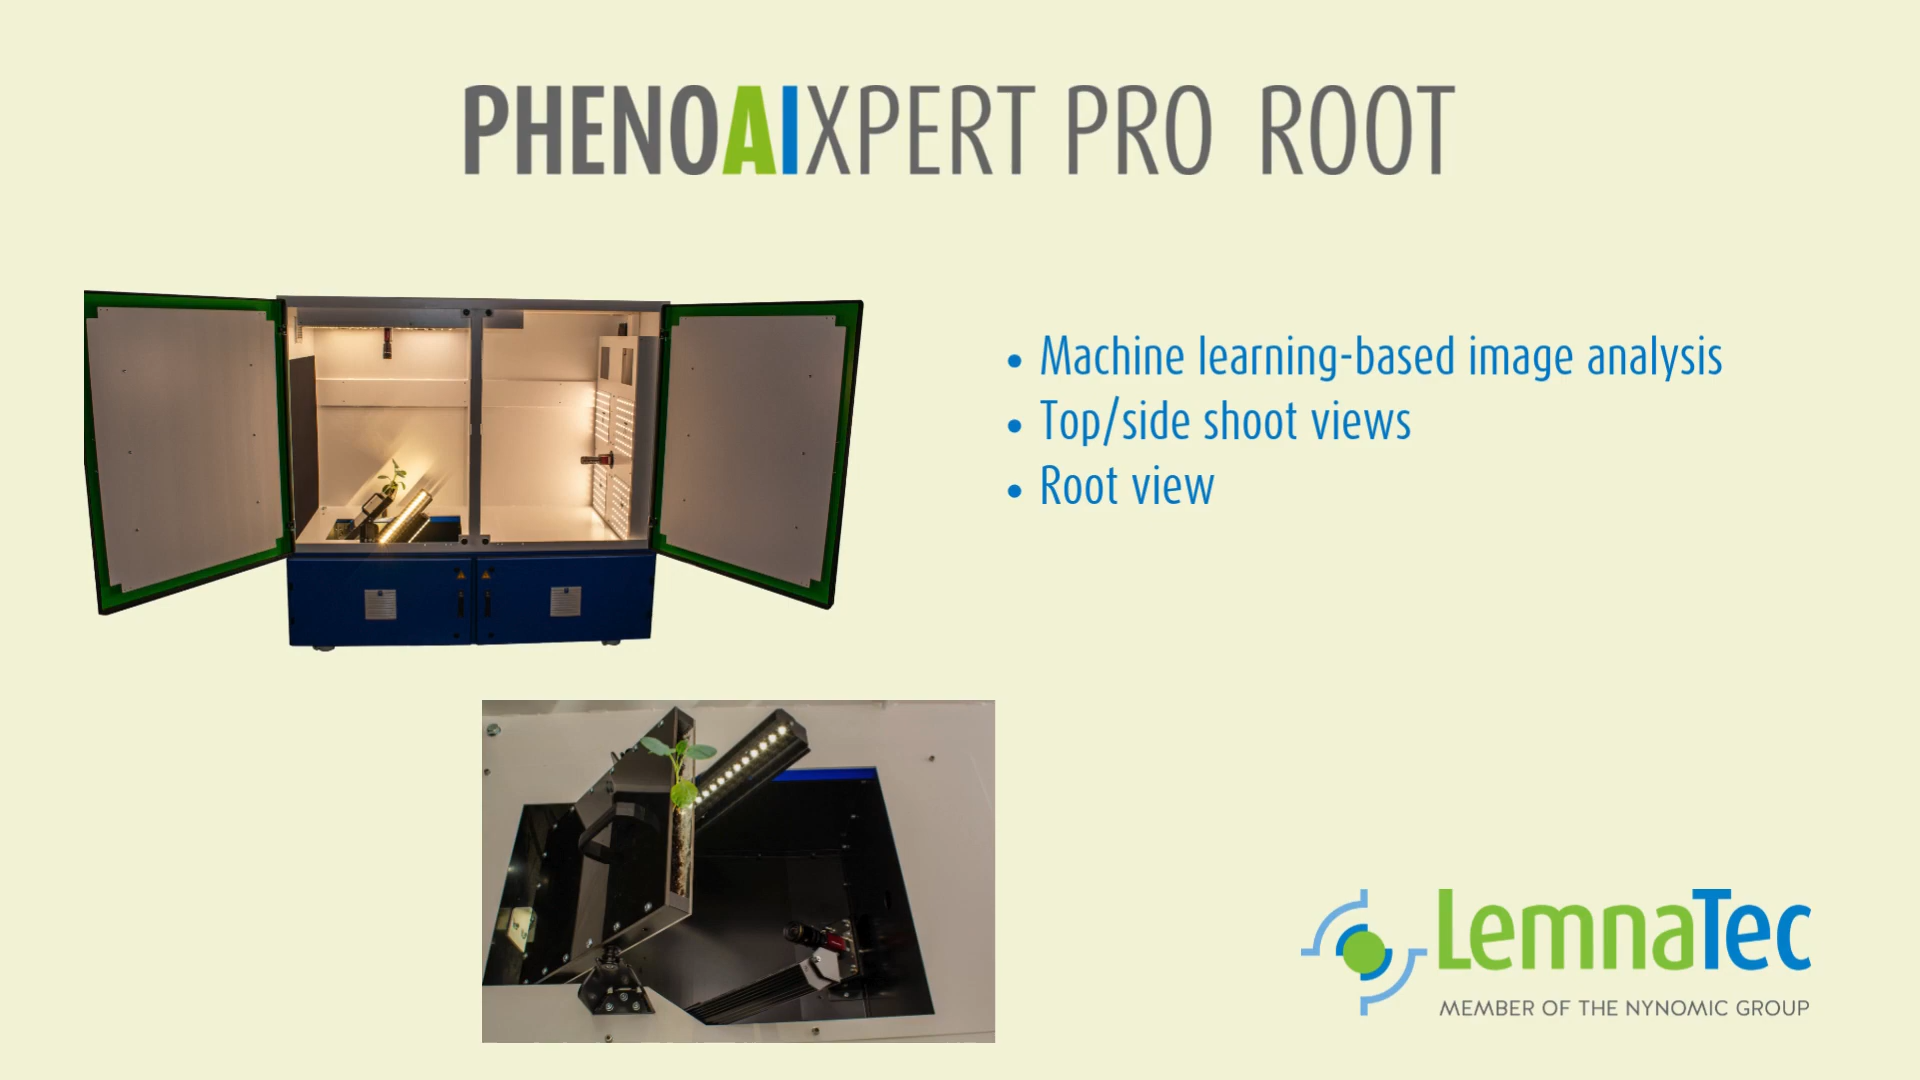 PHENOAIXPERT PRO ROOT
• Machine learning-based image analysis
• Top/side shoot views
• Root view
LemnaTec
MEMBER OF THE NYNOMIC GROUP